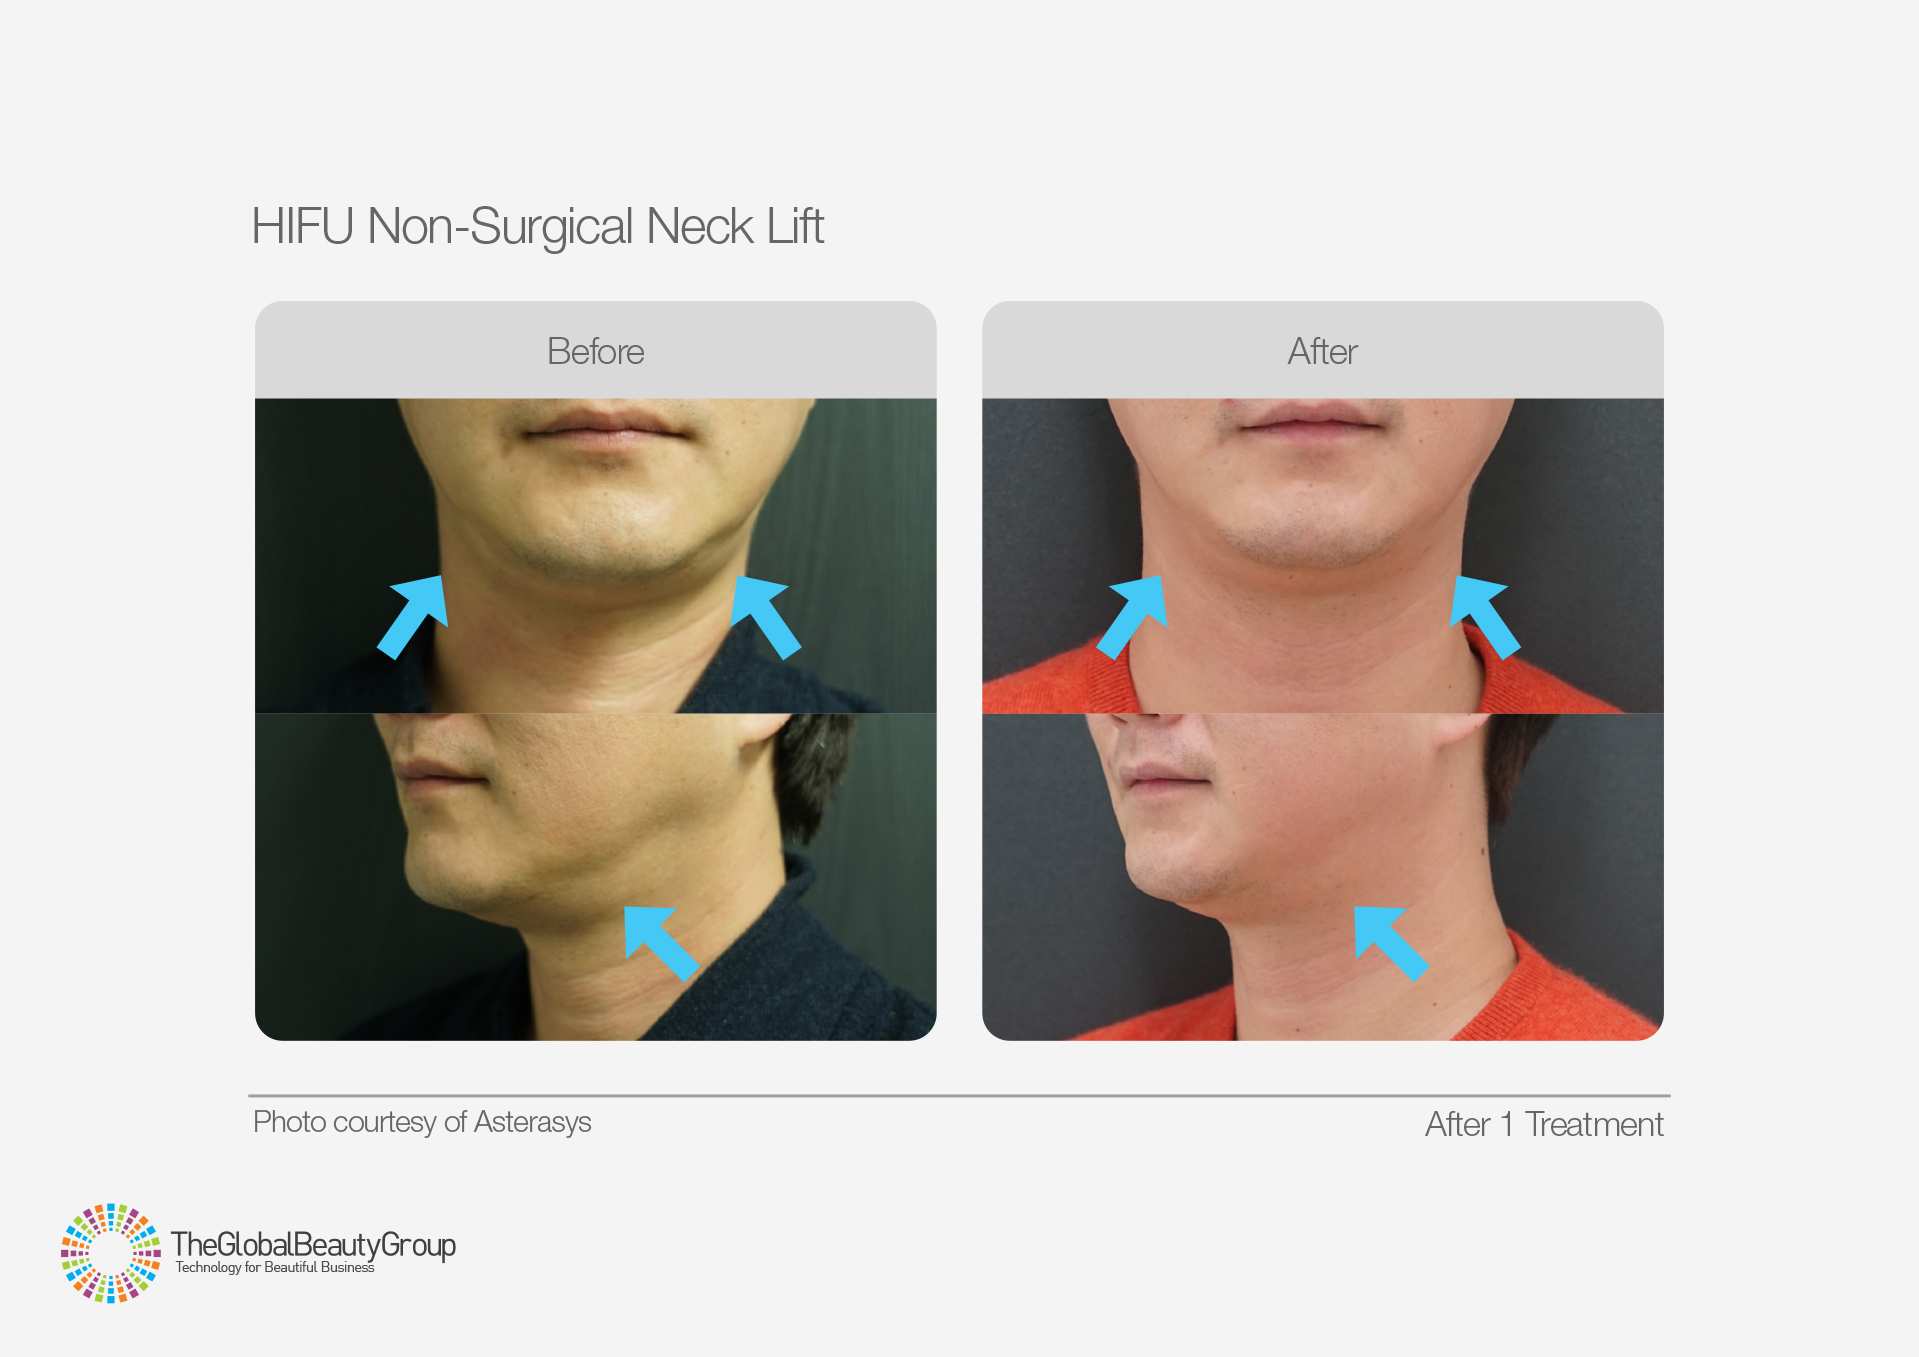 HIFU Non-Surgical Neck Lift
Before
After
Photo courtesy of Asterasys
After 1 Treatment
TheGlobalBeautyGroup
Technology for Beautiful Business